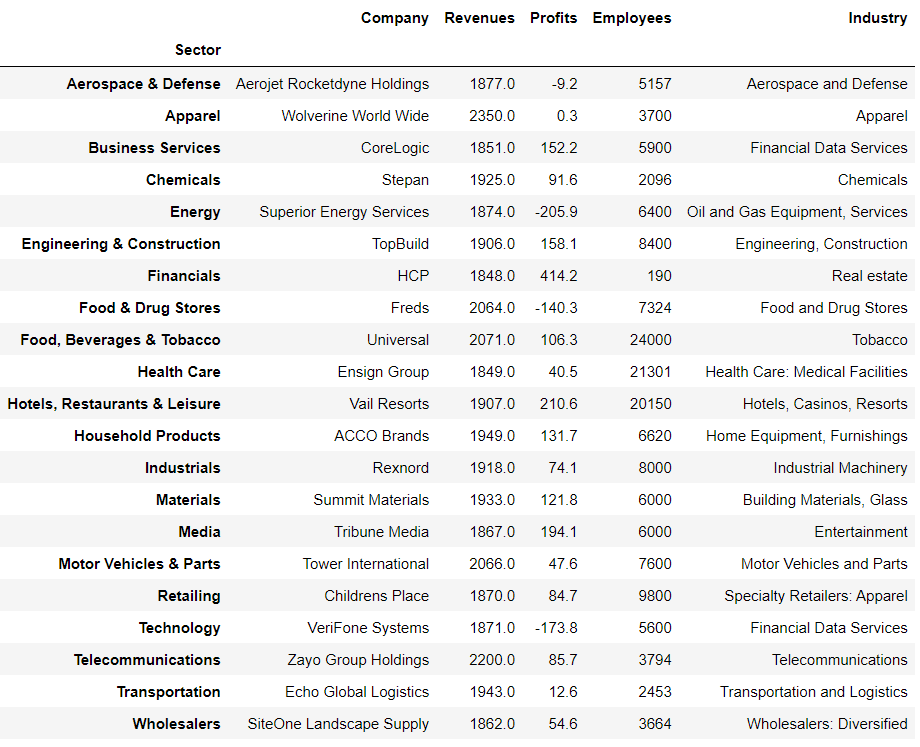 Company Revenues Profits Employees Industry
Sector
Aerospace & Defense Aerojet Rocketdyne Holdings 1877.0 -9.2 5157 Aerospace and Defense
Apparel Wolverine World Wide 2350.0 0.3 3700 Apparel
Business Services CoreLogic 1851.0 152.2 5900 Financial Data Services
Chemicals Stepan 1925.0 91.6 2096 Chemicals
Energy Superior Energy Services 1874.0 -205.9 6400 Oil and Gas Equipment, Services
Engineering & Construction TopBuild 1906.0 158.1 8400 Engineering, Construction
Financials HCP 1848.0 414.2 190 Real estate
Food & Drug Stores Freds 2064.0 -140.3 7324 Food and Drug Stores
Food, Beverages & Tobacco Universal 2071.0 106.3 24000 Tobacco
Health Care Ensign Group 1849.0 40.5 21301 Health Care: Medical Facilities
Hotels, Restaurants & Leisure Vail Resorts 1907.0 210.6 20150 Hotels, Casinos, Resorts
Household Products ACCO Brands 1949.0 131.7 6620 Home Equipment, Furnishings
Industrials Rexnord 1918.0 74.1 8000 Industrial Machinery
Materials Summit Materials 1933.0 121.8 6000 Building Materials, Glass
Media Tribune Media 1867.0 194.1 6000 Entertainment
Motor Vehicles & Parts Tower International 2066.0 47.6 7600 Motor Vehicles and Parts
Retailing Childrens Place 1870.0 84.7 9800 Specialty Retailers: Apparel
Technology VeriFone Systems 1871.0 -173.8 5600 Financial Data Services
Telecommunications Zayo Group Holdings 2200.0 85.7 3794 Telecommunications
Transportation Echo Global Logistics 1943.0 12.6 2453 Transportation and Logistics
Wholesalers SiteOne Landscape Supply 1862.0 54.6 3664 Wholesalers: Diversified